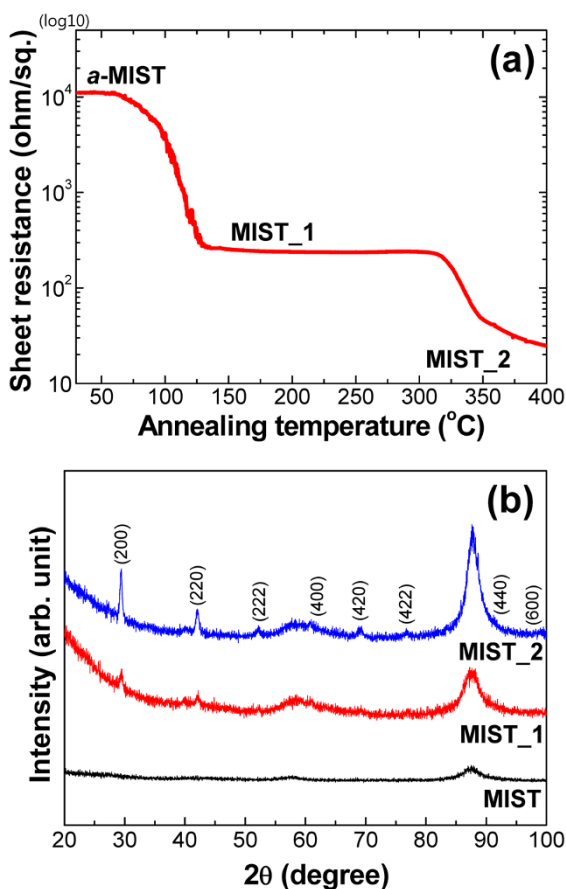 (log10)
(a)
a-MIST
10⁴
10³
10²
10
Sheet resistance (ohm/sq.)
MIST_1
MIST_2
50 100 150 200 250 300 350 400
Annealing temperature (°C)
(b)
(200)
(220)
(222)
(400)
(420)
(422)
(440)
(600)
Intensity (arb. unit)
MIST_2
MIST_1
MIST
20 30 40 50 60 70 80 90 100
2θ (degree)